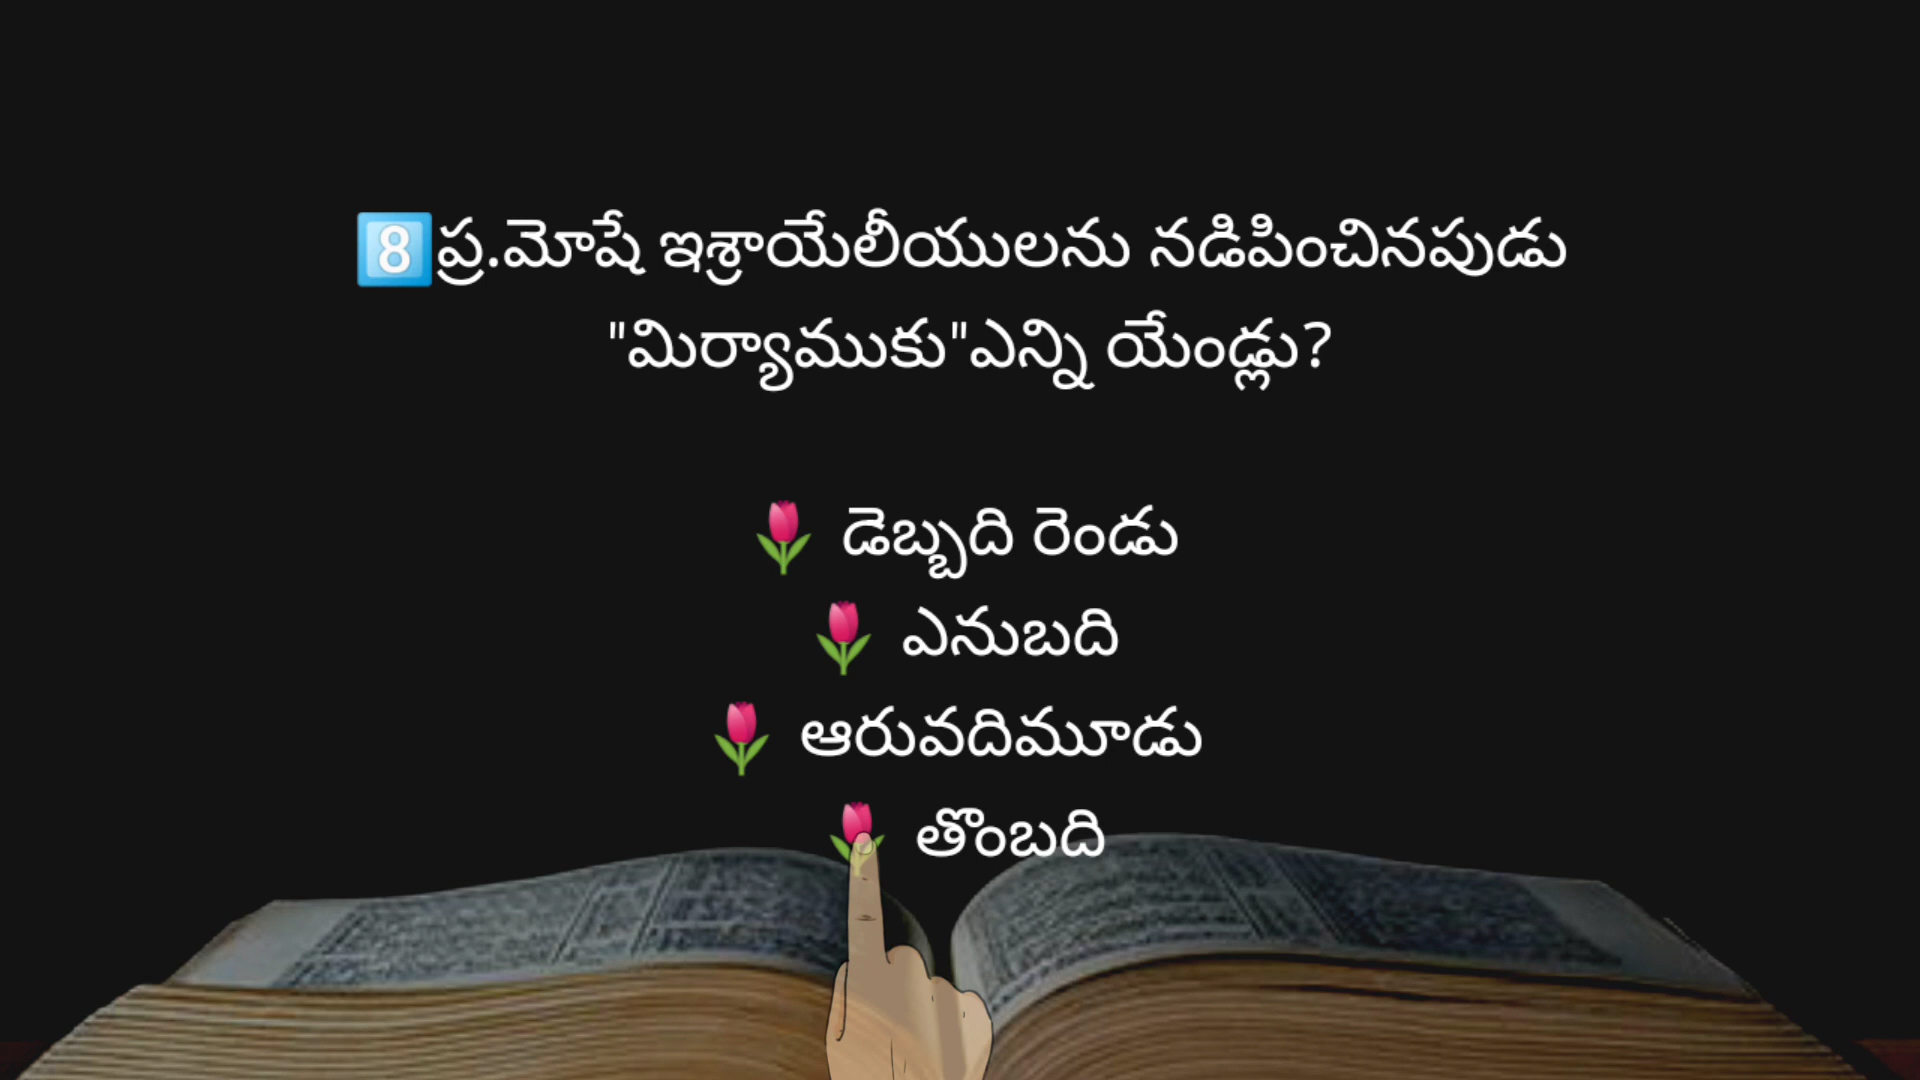 8️⃣ప్ర.మోషే ఇశ్రాయేలీయులను నడిపించినపుడు
"మిర్యాముకు"ఎన్ని యేండ్లు?
🌷 డెబ్బది రెండు
🌷 ఎనుబది
🌷 ఆరువదిమూడు
🌷 తొంబది